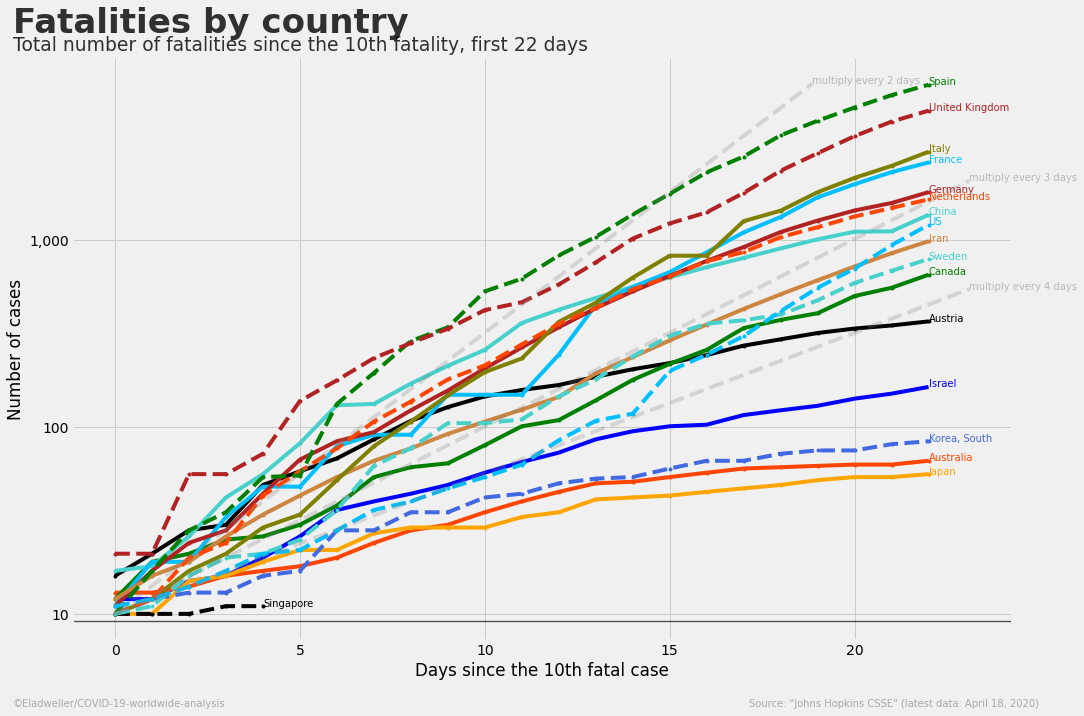 Fatalities by country
Total number of fatalities since the 10th fatality, first 22 days
multiply every 2 days
Spain
United Kingdom
Italy
France
multiply every 3 days
Germany
Netherlands
China
US
Iran
Sweden
Canada
multiply every 4 days
Austria
Israel
Korea, South
Australia
Japan
Singapore
1,000
100
10
Number of cases
0 5 10 15 20
Days since the 10th fatal case
©Eladweller/COVID-19-worldwide-analysis
Source: "Johns Hopkins CSSE" (latest data: April 18, 2020)